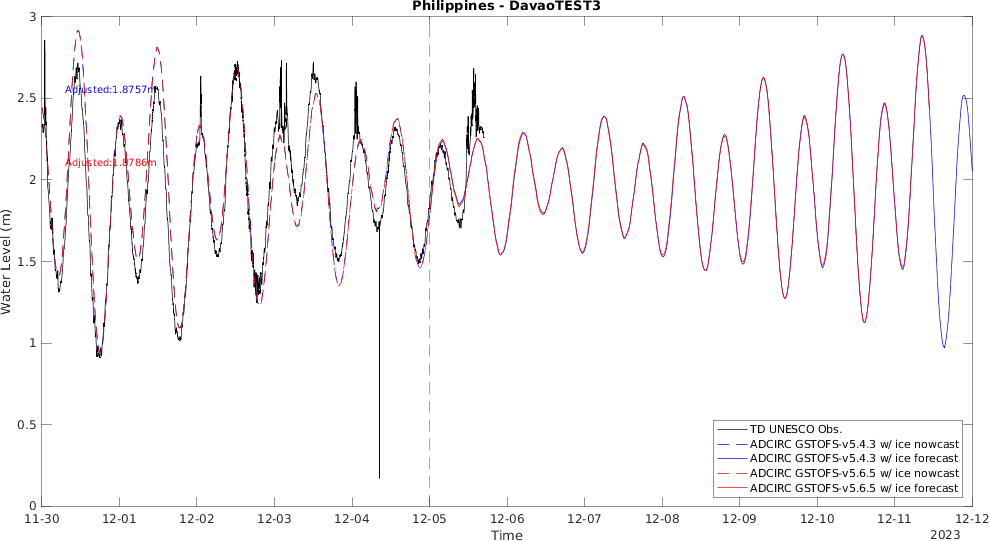 Philippines - DavaoTEST3
3
2.5
2
1.5
1
0.5
0
Water Level (m)
Adjusted:1.8757m
Adjusted:1.8786m
TD UNESCO Obs.
ADCIRC GSTOFS-v5.4.3 w/ ice nowcast
ADCIRC GSTOFS-v5.4.3 w/ ice forecast
ADCIRC GSTOFS-v5.6.5 w/ ice nowcast
ADCIRC GSTOFS-v5.6.5 w/ ice forecast
11-30 12-01 12-02 12-03 12-04 12-05 12-06 12-07 12-08 12-09 12-10 12-11 12-12
Time
2023